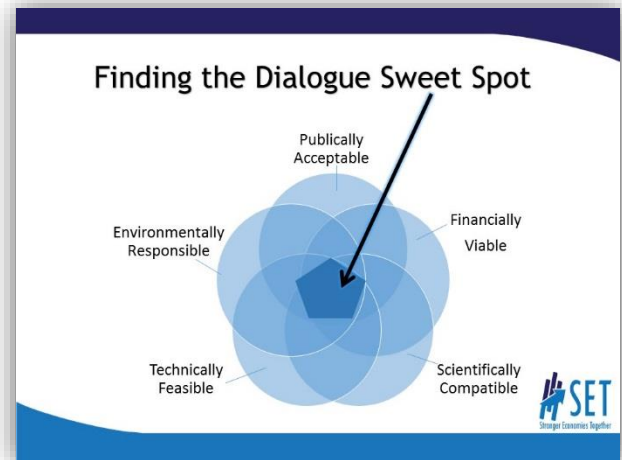 Finding the Dialogue Sweet Spot
Publically
Acceptable
Environmentally
Responsible
Financially
Viable
Technically
Feasible
Scientifically
Compatible
SET
Stronger Economies Together